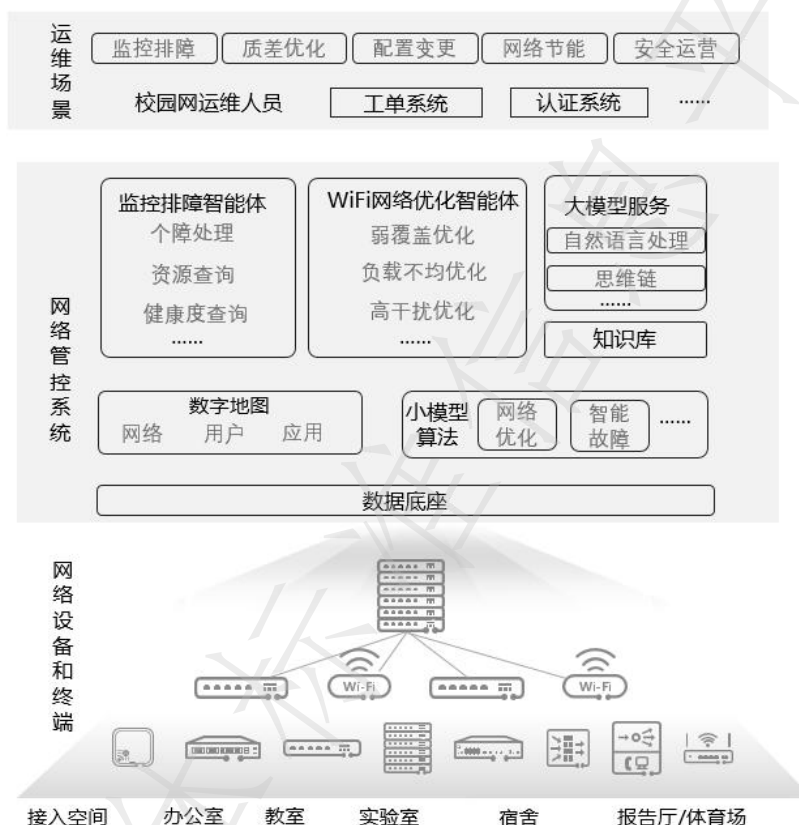 运维场景
监控排障 质差优化 配置变更 网络节能 安全运营
校园网运维人员 工单系统 认证系统 ......
网络管控系统
监控排障智能体
个障处理
资源查询
健康度查询
......
WiFi网络优化智能体
弱覆盖优化
负载不均优化
高干扰优化
......
大模型服务
自然语言处理
思维链
......
知识库
数字地图
网络 用户 应用
小模型
算法
网络
优化
智能
故障
......
数据底座
网络设备和终端
Wi-Fi Wi-Fi
接入空间 办公室 教室 实验室 宿舍 报告厅/体育场